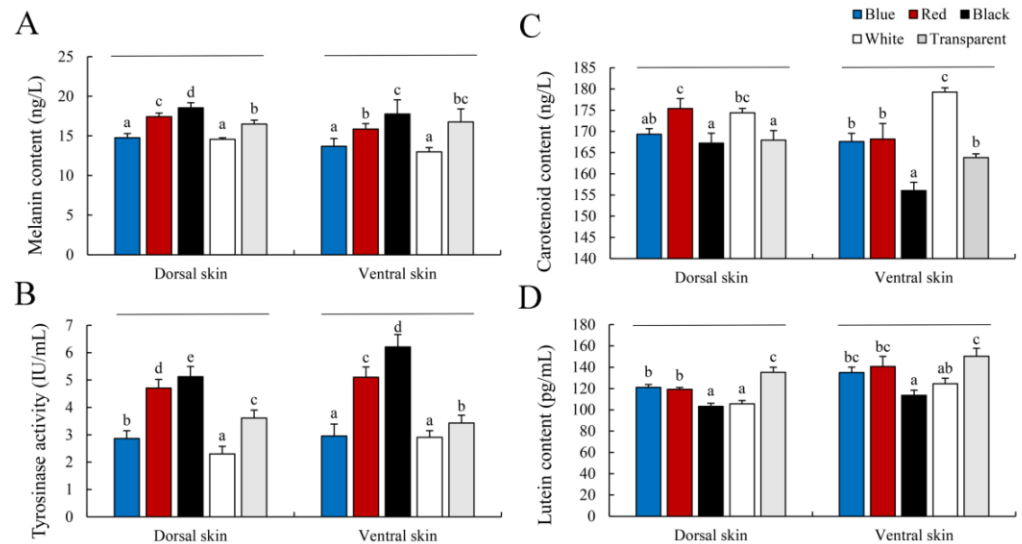 A
Melanin content (ng/L)
25
20
15
10
5
0
a
c
d
a
b
a
b
c
a
bc
Dorsal skin
Ventral skin
B
Tyrosinase activity (IU/mL)
7
6
5
4
3
2
1
0
b
d
e
a
c
a
c
d
a
b
Dorsal skin
Ventral skin
Blue Red Black
White Transparent
C
Carotenoid content (ng/L)
185
180
175
170
165
160
155
150
145
140
ab
c
a
bc
a
b
b
a
c
b
Dorsal skin
Ventral skin
D
Lutein content (pg/mL)
180
160
140
120
100
80
60
40
20
0
b
b
a
a
c
bc
bc
a
ab
c
Dorsal skin
Ventral skin